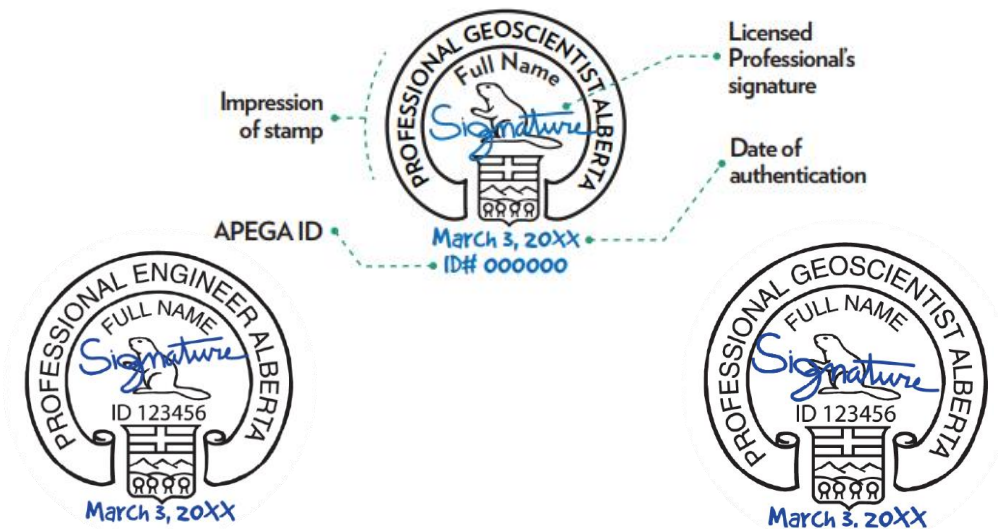 PROFESSIONAL GEOSCIENTIST ALBERTA
Full Name
Signature
March 3, 20XX
ID# 000000
Impression
of stamp
APEGA ID
Licensed
Professional's
signature
Date of
authentication
PROFESSIONAL ENGINEER ALBERTA
FULL NAME
Signature
ID 123456
March 3, 20XX
PROFESSIONAL GEOSCIENTIST ALBERTA
FULL NAME
Signature
ID 123456
March 3, 20XX